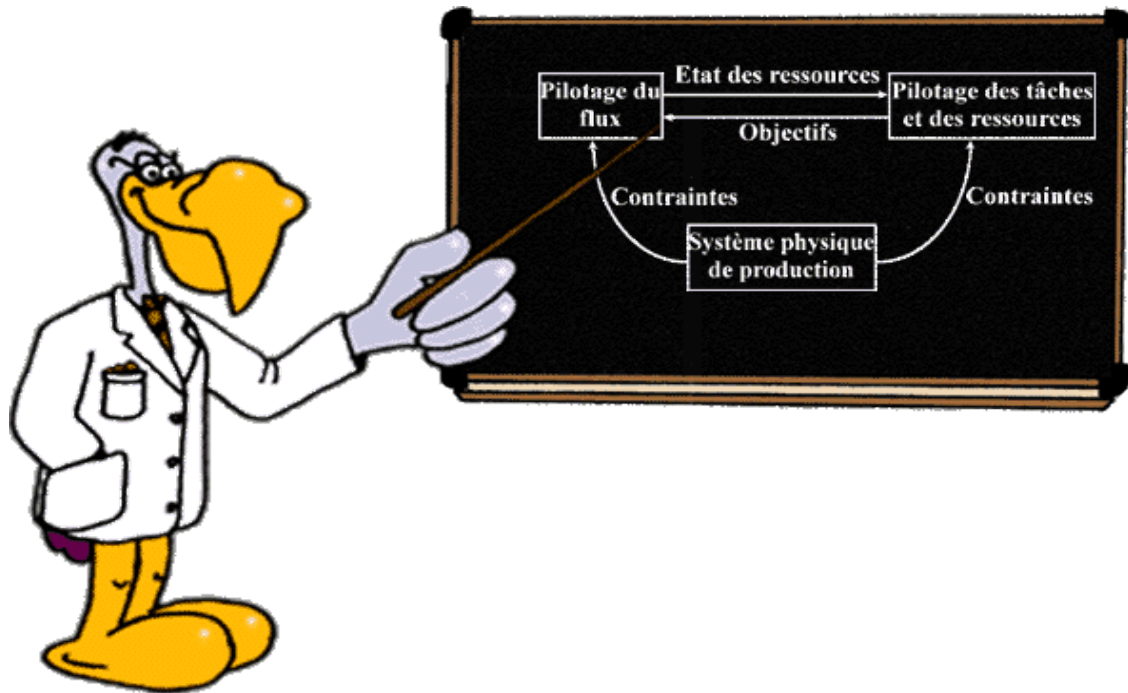 Etat des ressources
Pilotage du
flux
Pilotage des tâches
et des ressources
Objectifs
Contraintes
Contraintes
Système physique
de production